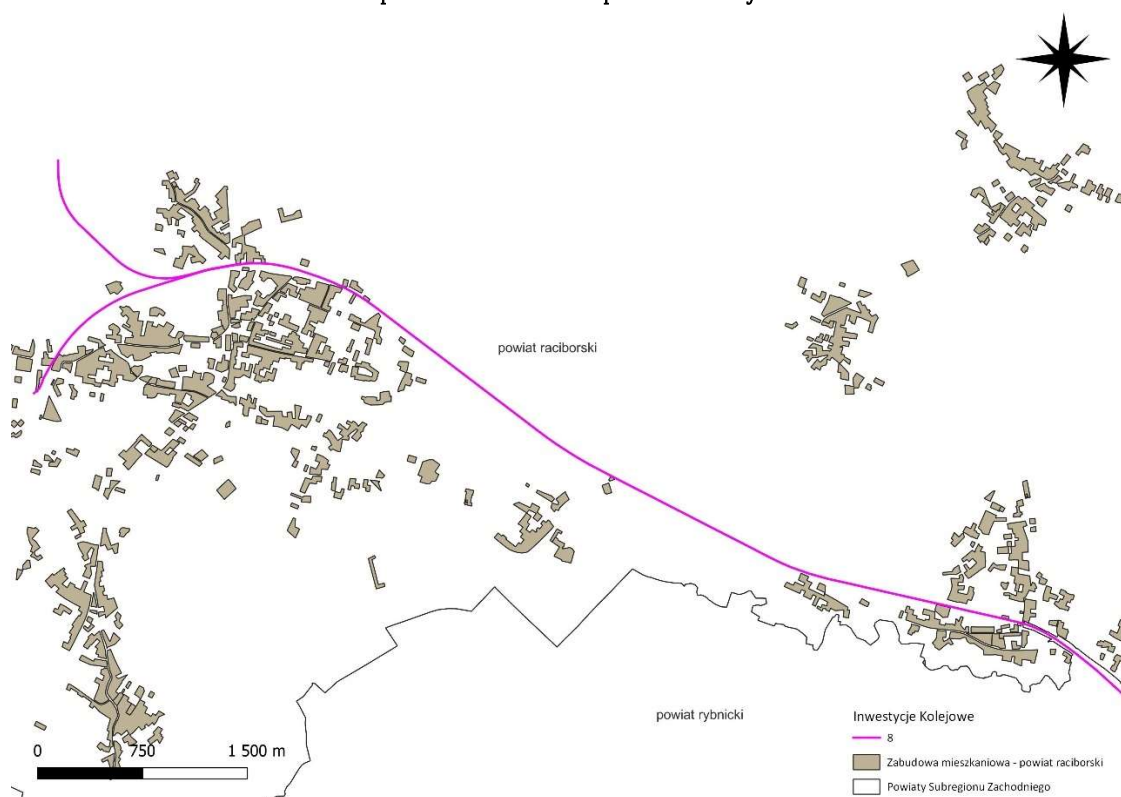 powiat raciborski
powiat rybnicki
0 750 1 500 m
Inwestycje Kolejowe
8
Zabudowa mieszkaniowa - powiat raciborski
Powiaty Subregionu Zachodniego